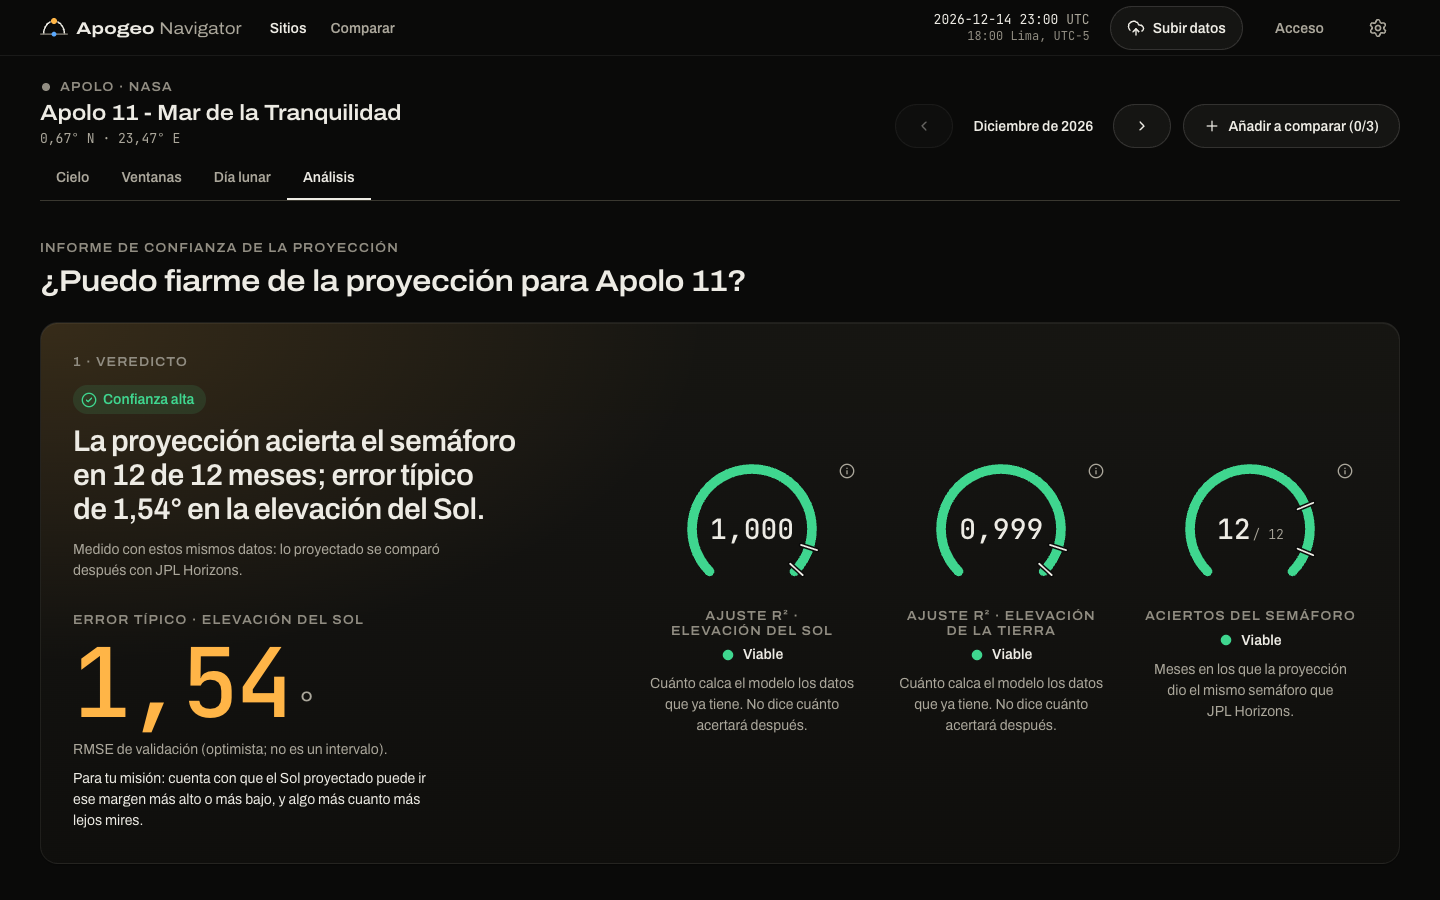 Apogeo Navigator
Sitios
Comparar
2026-12-14 23:00 UTC
18:00 Lima, UTC-5
Subir datos
Acceso
APOLO · NASA
Apolo 11 - Mar de la Tranquilidad
0,67° N · 23,47° E
Diciembre de 2026
Añadir a comparar (0/3)
Cielo
Ventanas
Día lunar
Análisis
INFORME DE CONFIANZA DE LA PROYECCIÓN
¿Puedo fiarme de la proyección para Apolo 11?
1 · VEREDICTO
Confianza alta
La proyección acierta el semáforo
en 12 de 12 meses; error típico
de 1,54° en la elevación del Sol.
Medido con estos mismos datos: lo proyectado se comparó
después con JPL Horizons.
ERROR TÍPICO · ELEVACIÓN DEL SOL
1,54 °
RMSE de validación (optimista; no es un intervalo).
Para tu misión: cuenta con que el Sol proyectado puede ir
ese margen más alto o más bajo, y algo más cuanto más
lejos mires.
1,000
AJUSTE R² ·
ELEVACIÓN DEL SOL
Viable
Cuánto calca el modelo los datos
que ya tiene. No dice cuánto
acertará después.
0,999
AJUSTE R² · ELEVACIÓN
DE LA TIERRA
Viable
Cuánto calca el modelo los datos
que ya tiene. No dice cuánto
acertará después.
12 / 12
ACIERTOS DEL SEMÁFORO
Viable
Meses en los que la proyección
dio el mismo semáforo que
JPL Horizons.